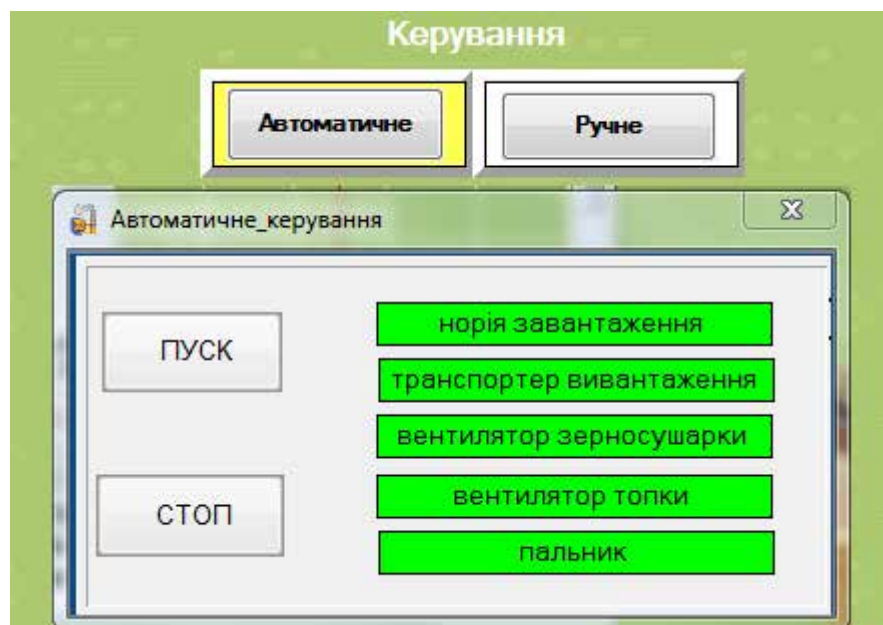 Керування
Автоматичне
Ручне
Автоматичне_керування
ПУСК
норія завантаження
транспортер вивантаження
вентилятор зерносушарки
СТОП
вентилятор топки
пальник